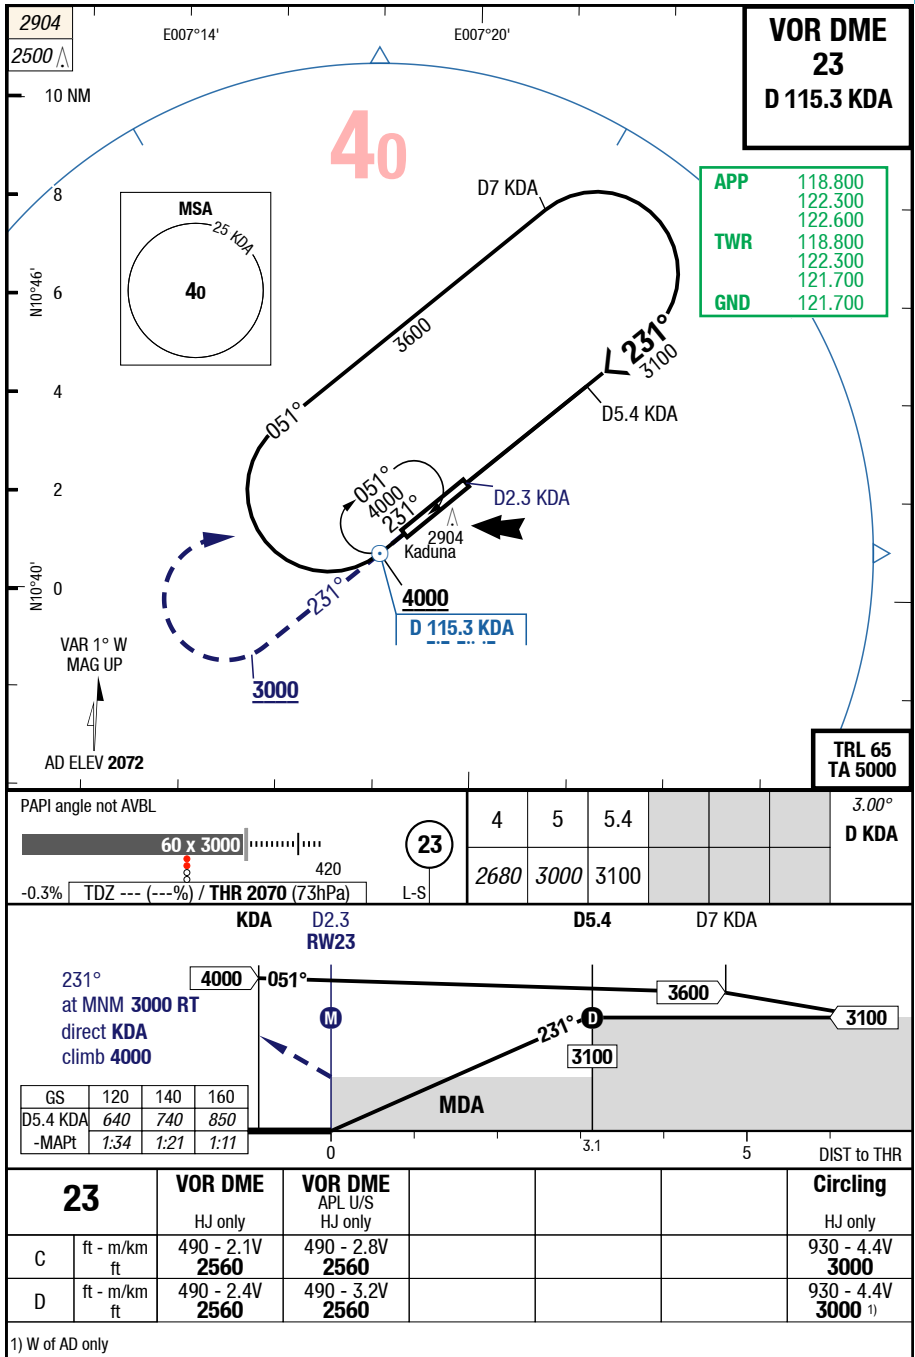 2904
2500
E007°14'
E007°20'
VOR DME
23
D 115.3 KDA
10 NM
40
APP 118.800
122.300
122.600
TWR 118.800
122.300
121.700
GND 121.700
D7 KDA
8
MSA
25 KDA
40
N10°46'
6
3600
231°
3100
4
D5.4 KDA
051°
2
051°
4000
231°
D2.3 KDA
2904
Kaduna
N10°40'
0
231°
4000
D 115.3 KDA
VAR 1° W
MAG UP
3000
AD ELEV 2072
TRL 65
TA 5000
PAPI angle not AVBL
60 x 3000
420
-0.3%
TDZ --- (---%) / THR 2070 (73hPa)
23
L-S
4 5 5.4
2680 3000 3100
3.00°
D KDA
KDA D2.3 D5.4 D7 KDA
RW23
231°
at MNM 3000 RT
direct KDA
climb 4000
4000 051°
3600
3100
M
231°
D
3100
MDA
GS 120 140 160
D5.4 KDA 640 740 850
-MAPt 1:34 1:21 1:11
0 3.1 5 DIST to THR
23
VOR DME
HJ only
VOR DME
APL U/S
HJ only
Circling
HJ only
C ft - m/km 490 - 2.1V 490 - 2.8V 930 - 4.4V
ft 2560 2560 3000
D ft - m/km 490 - 2.4V 490 - 3.2V 930 - 4.4V
ft 2560 2560 3000 1)
1) W of AD only